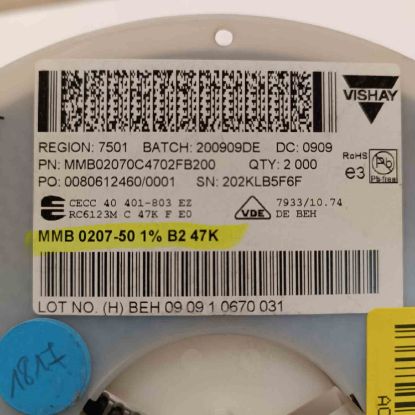 VISHAY
REGION: 7501 BATCH: 200909DE DC: 0909
PN: MMB02070C4702FB200 QTY: 2 000
PO: 0080612460/0001 SN: 202KLB5F6F
RoHS
e3
Pb-free
CECC 40 401-803 EZ
RC6123M C 47K F E0
VDE
7933/10.74
DE BEH
MMB 0207-50 1% B2 47K
LOT NO. (H) BEH 09 09 1 0670 031
1817